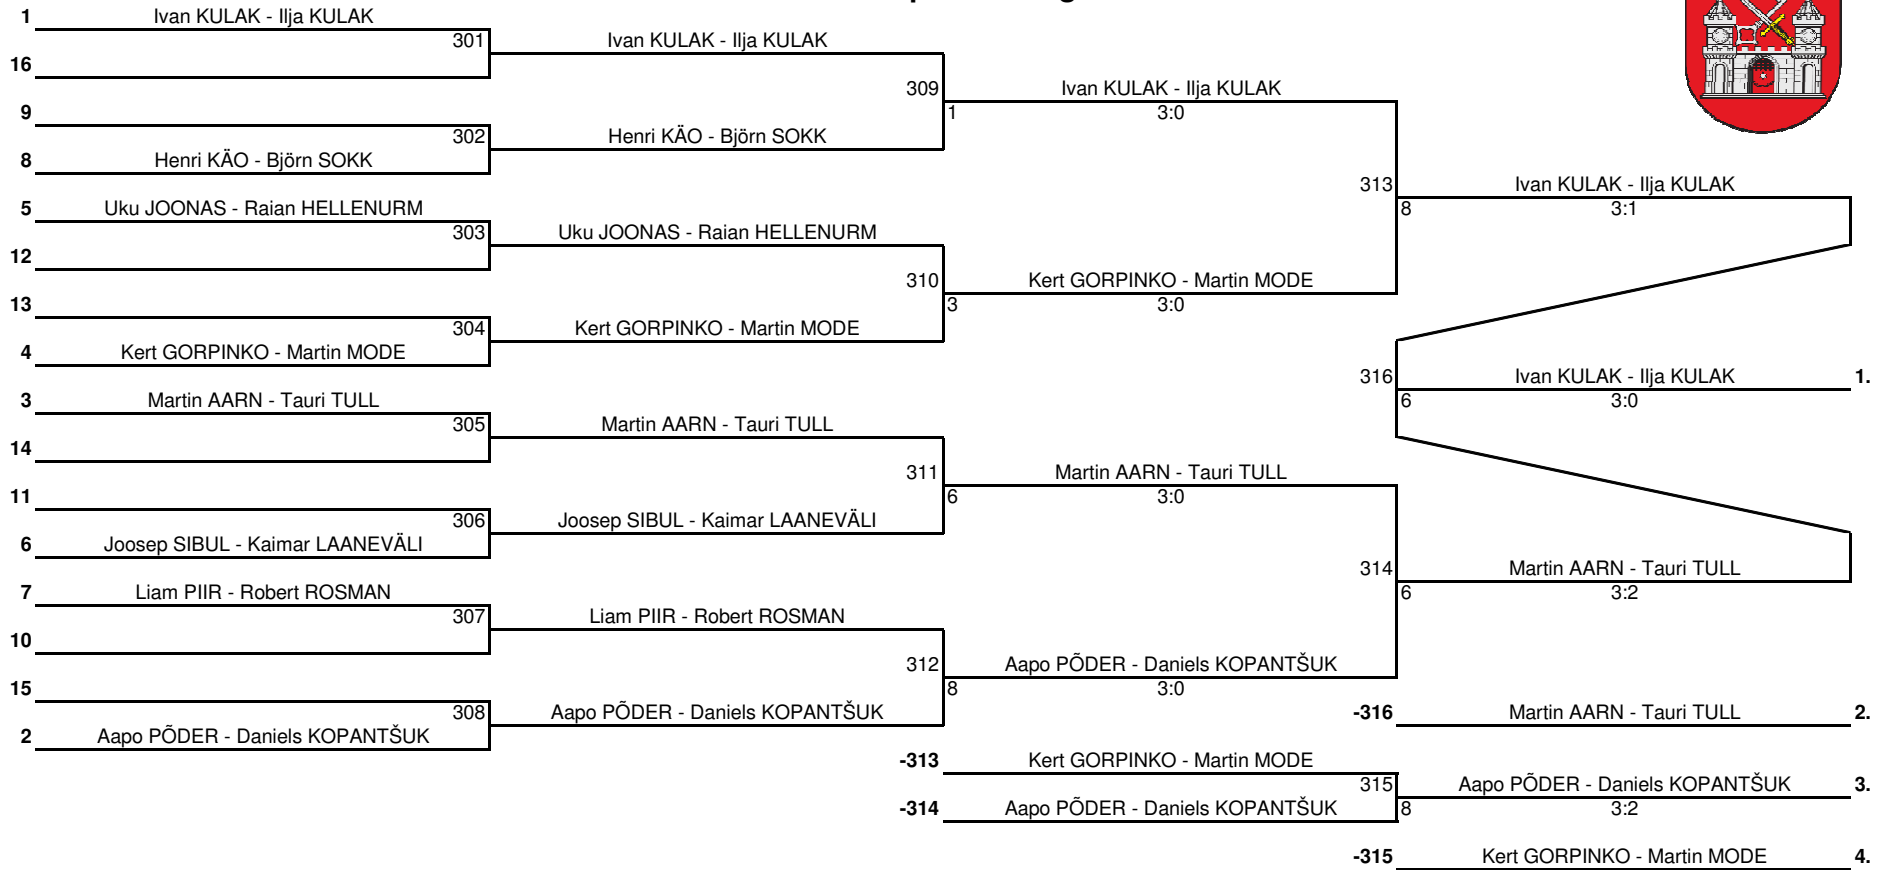 1 Ivan KULAK - Ilja KULAK
301 Ivan KULAK - Ilja KULAK
16
309 Ivan KULAK - Ilja KULAK
9
1 3:0
302 Henri KÄO - Björn SOKK
8 Henri KÄO - Björn SOKK
313 Ivan KULAK - Ilja KULAK
5 Uku JOONAS - Raian HELLENURM
8 3:1
303 Uku JOONAS - Raian HELLENURM
12
310 Kert GORPINKO - Martin MODE
13
3 3:0
304 Kert GORPINKO - Martin MODE
4 Kert GORPINKO - Martin MODE
316 Ivan KULAK - Ilja KULAK 1.
3 Martin AARN - Tauri TULL
6 3:0
305 Martin AARN - Tauri TULL
14
311 Martin AARN - Tauri TULL
11
6 3:0
306 Joosep SIBUL - Kaimar LAANEVÄLI
6 Joosep SIBUL - Kaimar LAANEVÄLI
314 Martin AARN - Tauri TULL
7 Liam PIIR - Robert ROSMAN
6 3:2
307 Liam PIIR - Robert ROSMAN
10
312 Aapo PÕDER - Daniels KOPANTŠUK
15
8 3:0
308 Aapo PÕDER - Daniels KOPANTŠUK
-316 Martin AARN - Tauri TULL 2.
2 Aapo PÕDER - Daniels KOPANTŠUK
-313 Kert GORPINKO - Martin MODE
315 Aapo PÕDER - Daniels KOPANTŠUK 3.
-314 Aapo PÕDER - Daniels KOPANTŠUK
8 3:2
-315 Kert GORPINKO - Martin MODE 4.